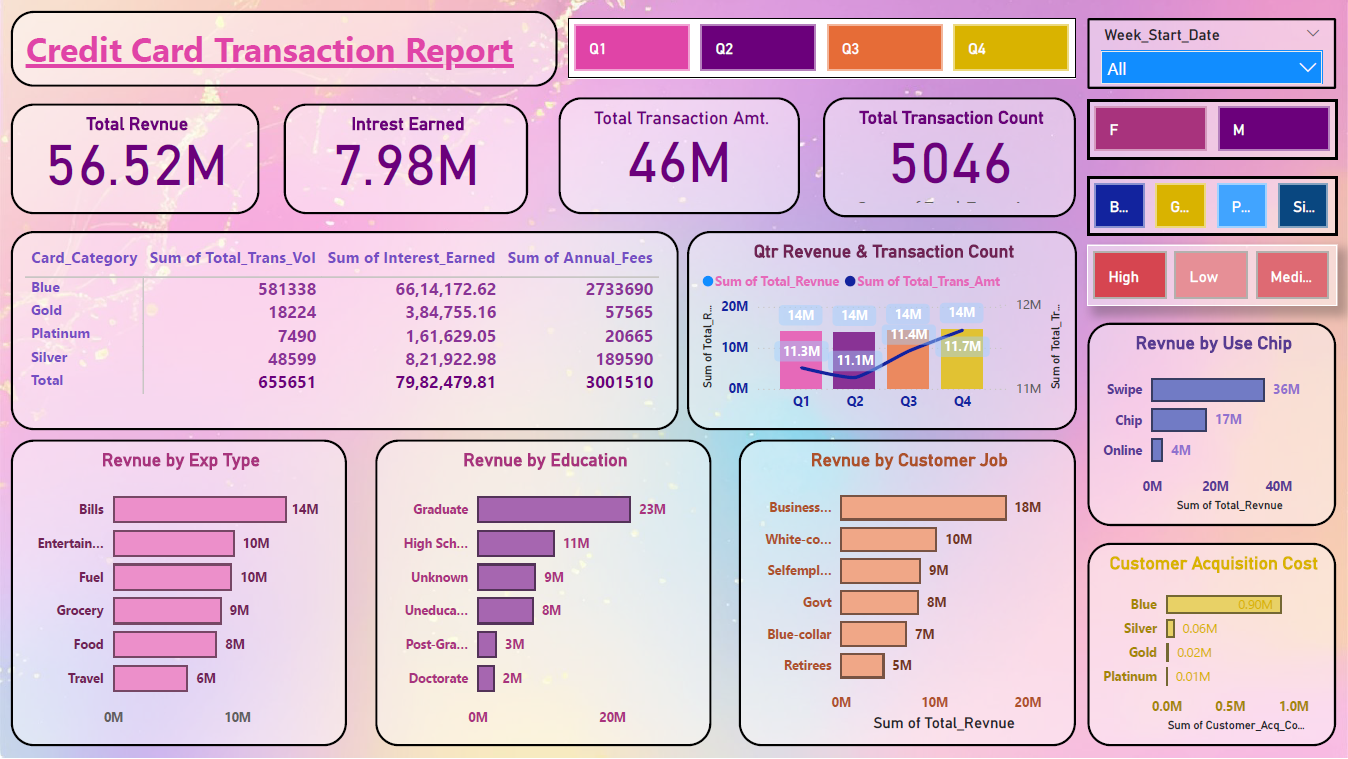 Credit Card Transaction Report
Q1
Q2
Q3
Q4
Week_Start_Date
All
F
M
B...
G...
P...
Si...
High
Low
Medi...
Total Revnue
56.52M
Intrest Earned
7.98M
Total Transaction Amt.
46M
Total Transaction Count
5046
Card_Category Sum of Total_Trans_Vol Sum of Interest_Earned Sum of Annual_Fees
Blue 581338 66,14,172.62 2733690
Gold 18224 3,84,755.16 57565
Platinum 7490 1,61,629.05 20665
Silver 48599 8,21,922.98 189590
Total 655651 79,82,479.81 3001510
Qtr Revenue & Transaction Count
Sum of Total_Revnue Sum of Total_Trans_Amt
Sum of Total_R...
20M
10M
0M
14M 14M 14M 14M
11.3M 11.1M 11.4M 11.7M
Q1 Q2 Q3 Q4
12M
11M
Sum of Total_Tr...
Revnue by Use Chip
Swipe 36M
Chip 17M
Online 4M
0M 20M 40M
Sum of Total_Revnue
Revnue by Exp Type
Bills 14M
Entertain... 10M
Fuel 10M
Grocery 9M
Food 8M
Travel 6M
0M 10M
Revnue by Education
Graduate 23M
High Sch... 11M
Unknown 9M
Uneduca... 8M
Post-Gra... 3M
Doctorate 2M
0M 20M
Revnue by Customer Job
Business... 18M
White-co... 10M
Selfempl... 9M
Govt 8M
Blue-collar 7M
Retirees 5M
0M 10M 20M
Sum of Total_Revnue
Customer Acquisition Cost
Blue 0.90M
Silver 0.06M
Gold 0.02M
Platinum 0.01M
0.0M 0.5M 1.0M
Sum of Customer_Acq_Co...